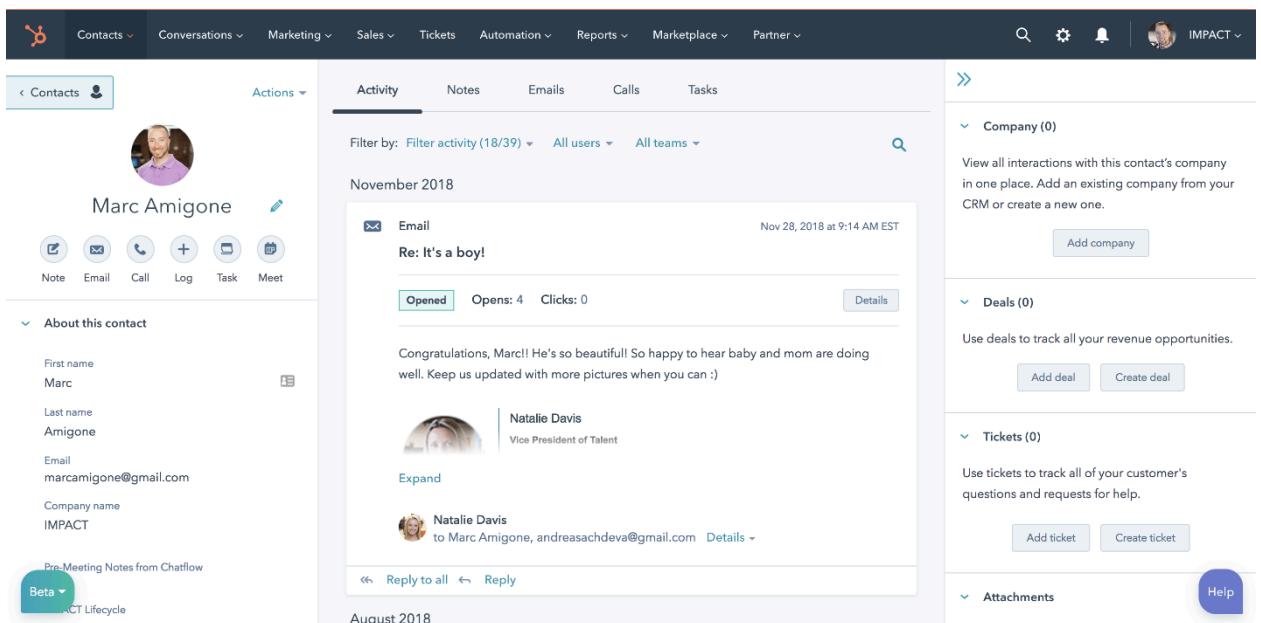 Contacts
Conversations
Marketing
Sales
Tickets
Automation
Reports
Marketplace
Partner
IMPACT
Contacts
Actions
Marc Amigone
Note
Email
Call
Log
Task
Meet
About this contact
First name
Marc
Last name
Amigone
Email
marcamigone@gmail.com
Company name
IMPACT
Pre-Meeting Notes from Chatflow
Beta
ACT Lifecycle
Activity
Notes
Emails
Calls
Tasks
Filter by: Filter activity (18/39) All users All teams
November 2018
Email
Nov 28, 2018 at 9:14 AM EST
Re: It's a boy!
Opened Opens: 4 Clicks: 0
Details
Congratulations, Marc!! He's so beautiful! So happy to hear baby and mom are doing
well. Keep us updated with more pictures when you can :)
Natalie Davis
Vice President of Talent
Expand
Natalie Davis
to Marc Amigone, andreasachdeva@gmail.com Details
Reply to all Reply
August 2018
Company (0)
View all interactions with this contact's company
in one place. Add an existing company from your
CRM or create a new one.
Add company
Deals (0)
Use deals to track all your revenue opportunities.
Add deal
Create deal
Tickets (0)
Use tickets to track all of your customer's
questions and requests for help.
Add ticket
Create ticket
Attachments
Help